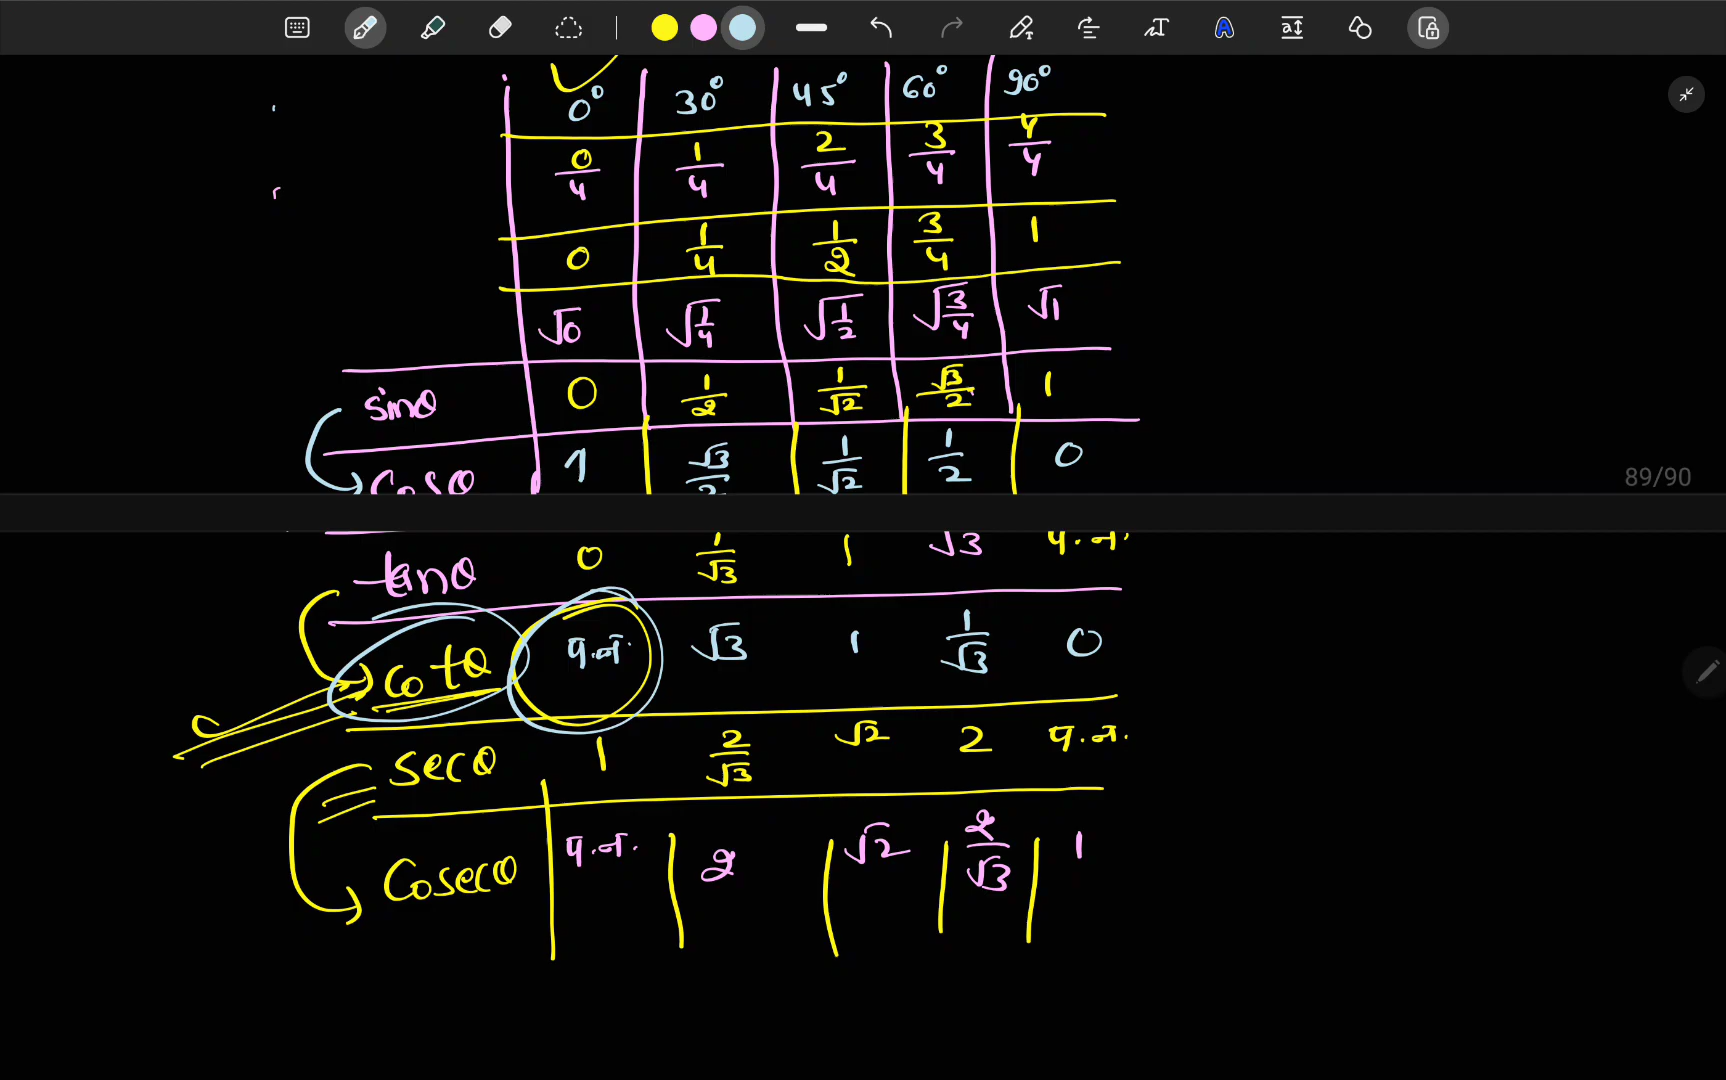 0° 30° 45° 60° 90°
0/4 1/4 2/4 3/4 4/4
0 1/4 1/2 3/4 1
√0 √1/4 √1/2 √3/4 √1
sinθ 0 1/2 1/√2 √3/2 1
Cosθ 1 √3/2 1/√2 1/2 0
89/90
tanθ 0 1/√3 1 √3 प.न.
Cotθ प.न. √3 1 1/√3 0
Secθ 1 2/√3 √2 2 प.न.
Cosecθ प.न. 2 √2 2/√3 1